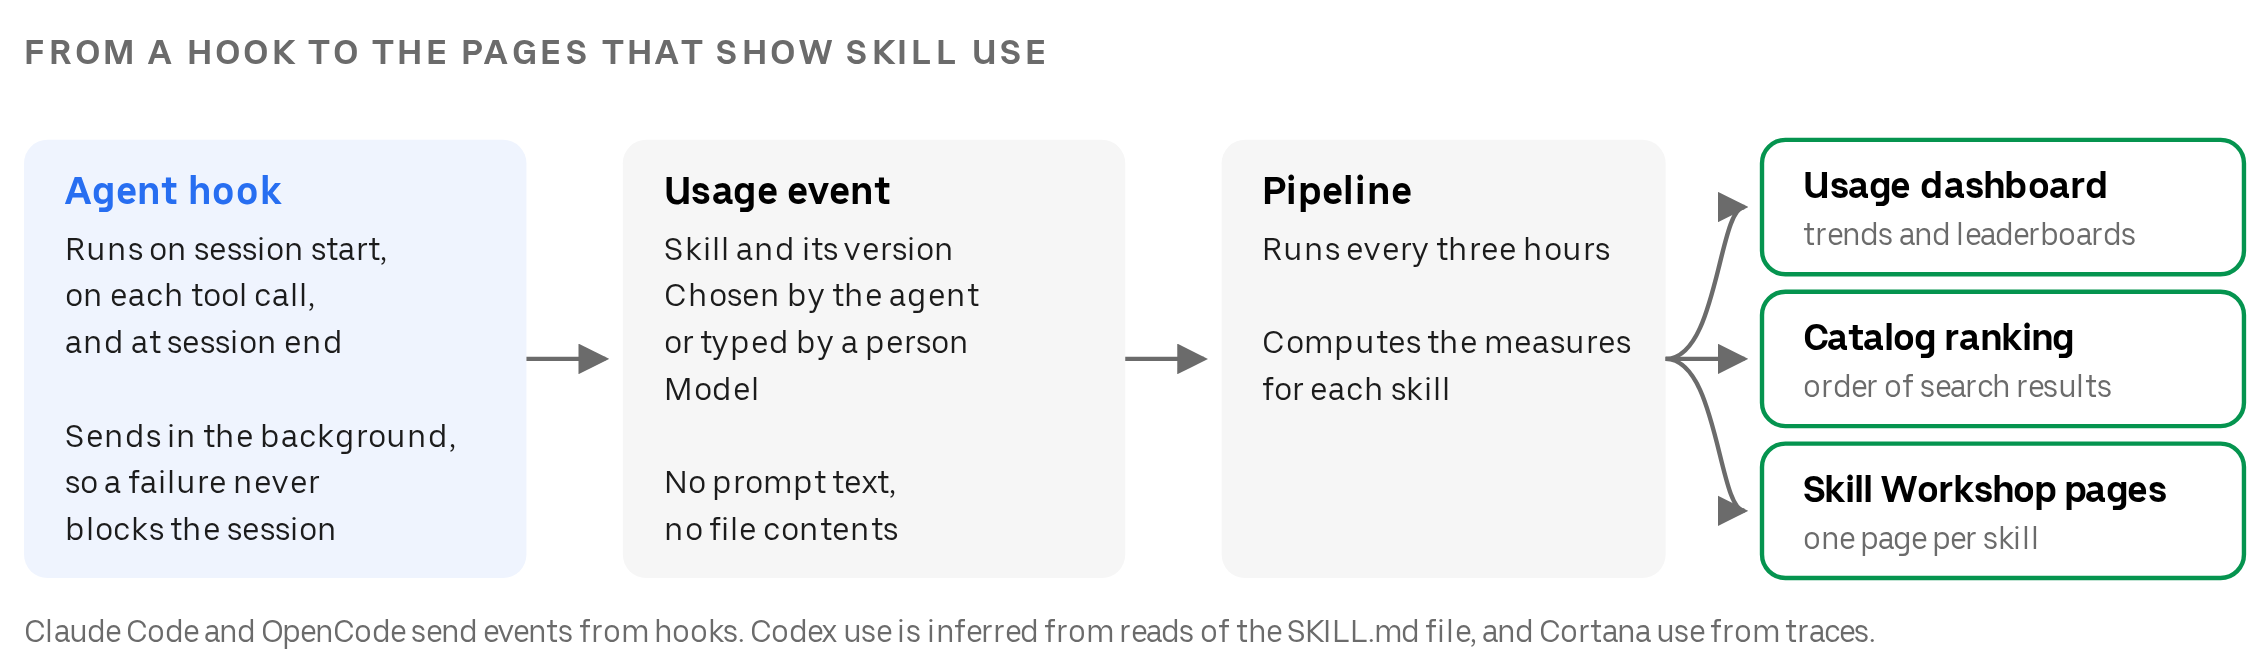 FROM A HOOK TO THE PAGES THAT SHOW SKILL USE
Agent hook
Runs on session start,
on each tool call,
and at session end
Sends in the background,
so a failure never
blocks the session
Usage event
Skill and its version
Chosen by the agent
or typed by a person
Model
No prompt text,
no file contents
Pipeline
Runs every three hours
Computes the measures
for each skill
Usage dashboard
trends and leaderboards
Catalog ranking
order of search results
Skill Workshop pages
one page per skill
Claude Code and OpenCode send events from hooks. Codex use is inferred from reads of the SKILL.md file, and Cortana use from traces.